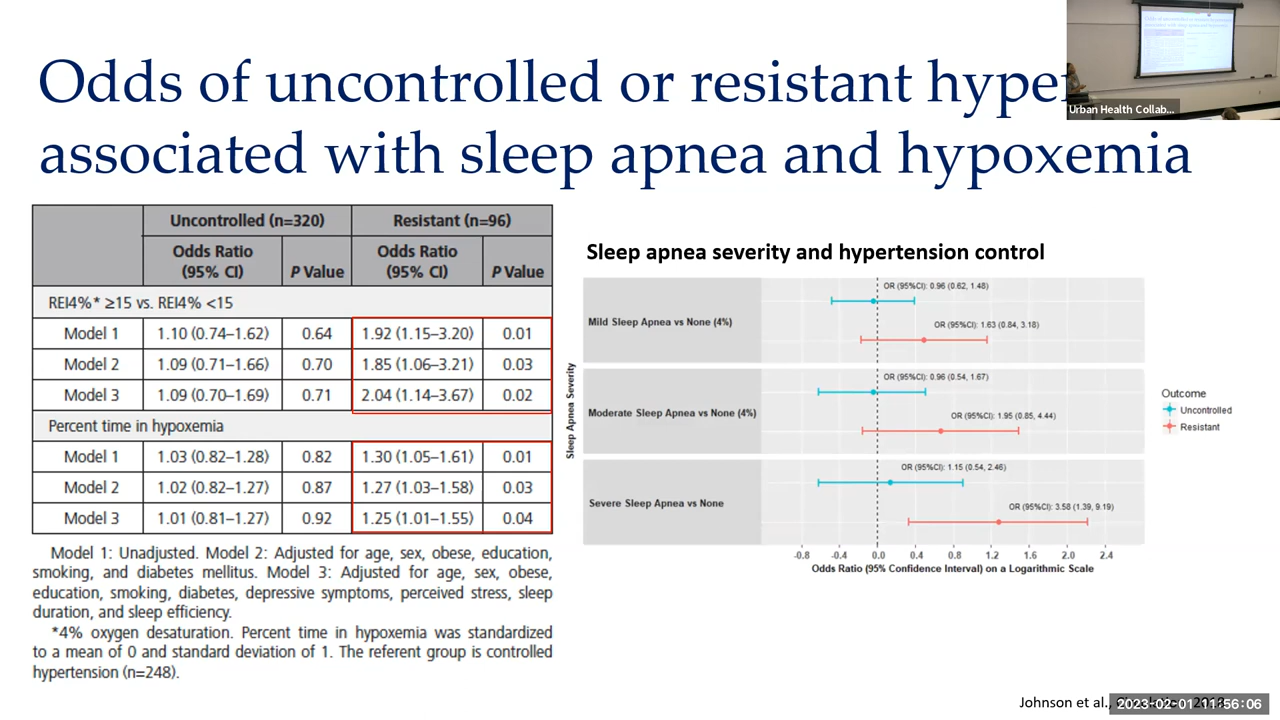 Odds of uncontrolled or resistant hyper
associated with sleep apnea and hypoxemia
Urban Health Collab...
Uncontrolled (n=320) Resistant (n=96)
Odds Ratio (95% CI) P Value Odds Ratio (95% CI) P Value
REI4%* ≥15 vs. REI4% <15
Model 1 1.10 (0.74–1.62) 0.64 1.92 (1.15–3.20) 0.01
Model 2 1.09 (0.71–1.66) 0.70 1.85 (1.06–3.21) 0.03
Model 3 1.09 (0.70–1.69) 0.71 2.04 (1.14–3.67) 0.02
Percent time in hypoxemia
Model 1 1.03 (0.82–1.28) 0.82 1.30 (1.05–1.61) 0.01
Model 2 1.02 (0.82–1.27) 0.87 1.27 (1.03–1.58) 0.03
Model 3 1.01 (0.81–1.27) 0.92 1.25 (1.01–1.55) 0.04
Model 1: Unadjusted. Model 2: Adjusted for age, sex, obese, education,
smoking, and diabetes mellitus. Model 3: Adjusted for age, sex, obese,
education, smoking, diabetes, depressive symptoms, perceived stress, sleep
duration, and sleep efficiency.
*4% oxygen desaturation. Percent time in hypoxemia was standardized
to a mean of 0 and standard deviation of 1. The referent group is controlled
hypertension (n=248).
Sleep apnea severity and hypertension control
Sleep Apnea Severity
OR (95%CI): 0.96 (0.62, 1.48)
Mild Sleep Apnea vs None (4%)
OR (95%CI): 1.63 (0.84, 3.18)
OR (95%CI): 0.96 (0.54, 1.67)
Moderate Sleep Apnea vs None (4%)
OR (95%CI): 1.95 (0.85, 4.44)
OR (95%CI): 1.15 (0.54, 2.46)
Severe Sleep Apnea vs None
OR (95%CI): 3.58 (1.39, 9.19)
-0.8 -0.4 0.0 0.4 0.8 1.2 1.6 2.0 2.4
Odds Ratio (95% Confidence Interval) on a Logarithmic Scale
Outcome
Uncontrolled
Resistant
Johnson et al.,
2023-02-01 11:56:06